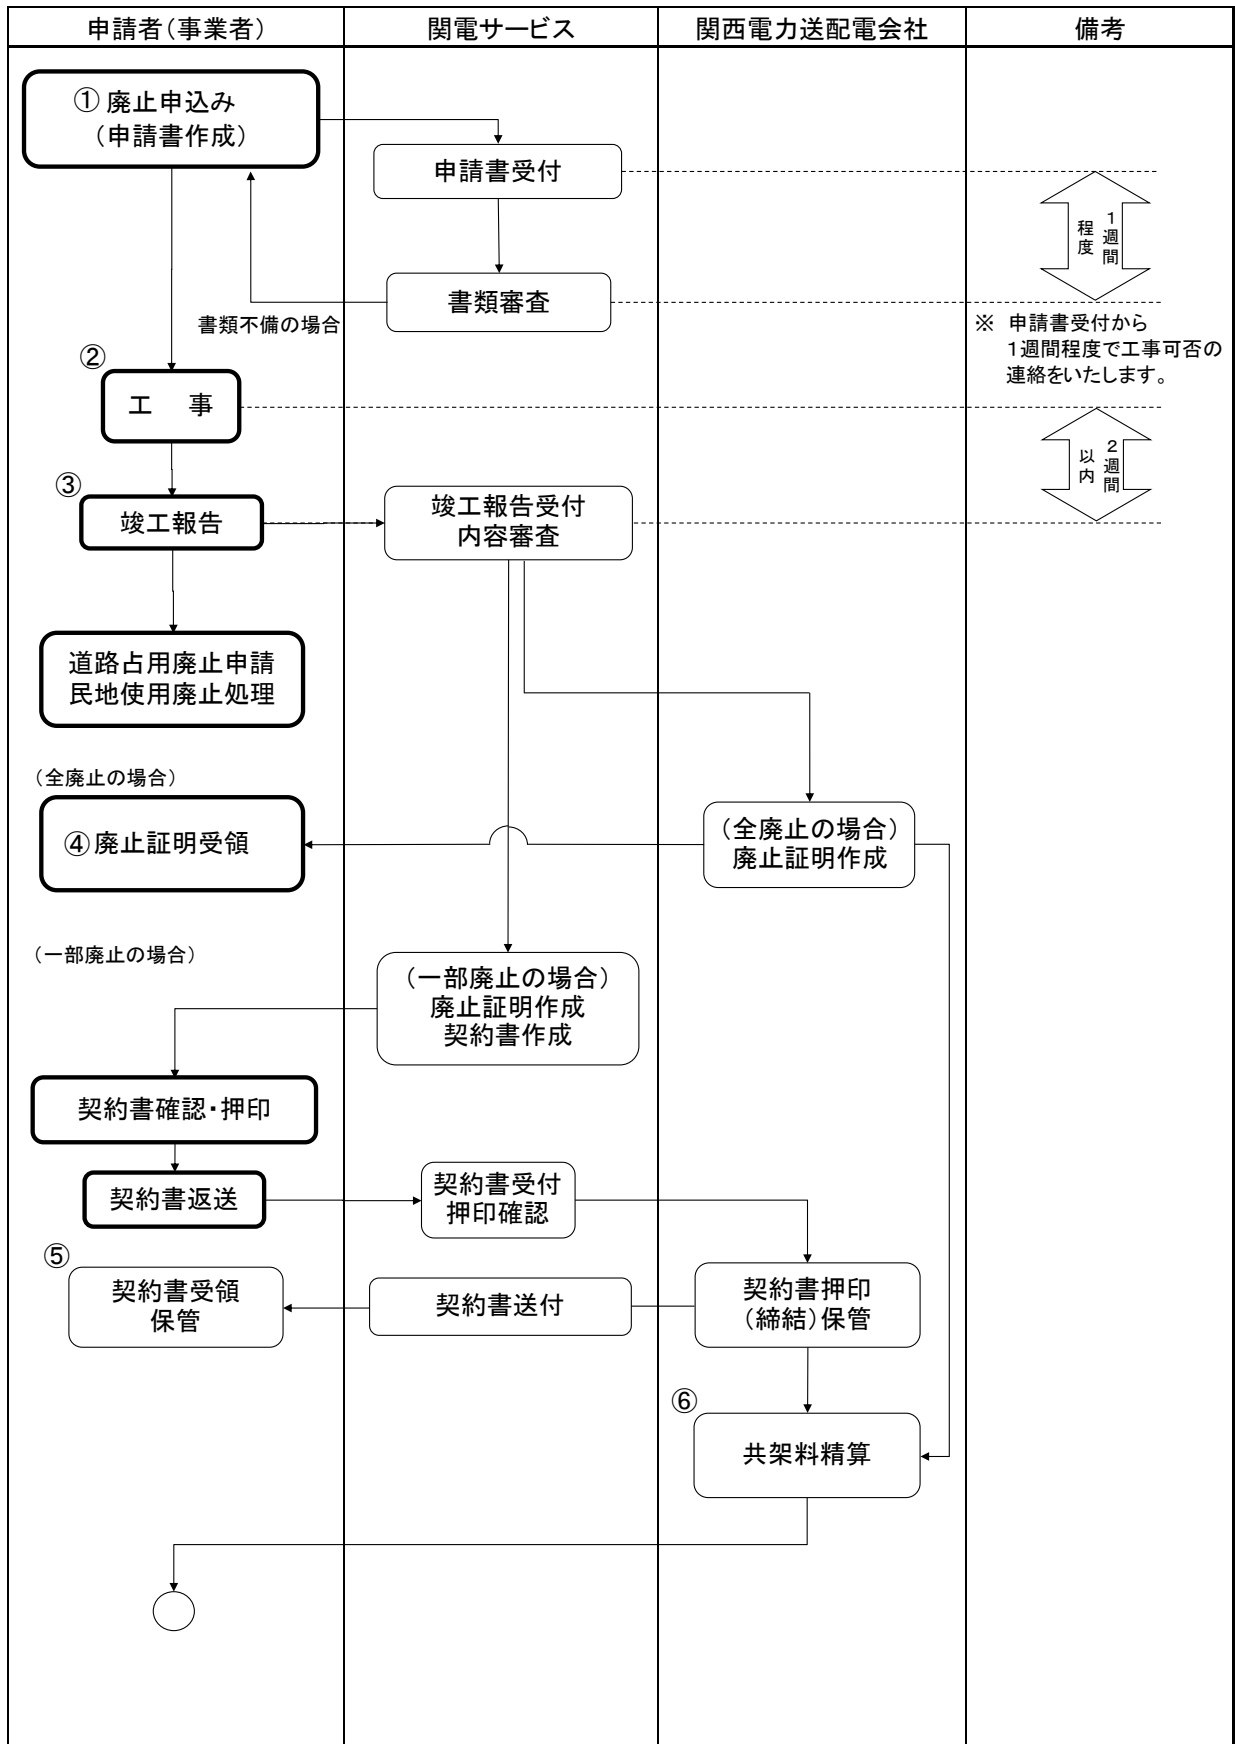 申請者(事業者)
関電サービス
関西電力送配電会社
備考
① 廃止申込み
(申請書作成)
申請書受付
1週間
程度
書類審査
書類不備の場合
※ 申請書受付から
1週間程度で工事可否の
連絡をいたします。
②
工 事
2週間
以内
③
竣工報告
竣工報告受付
内容審査
道路占用廃止申請
民地使用廃止処理
(全廃止の場合)
④廃止証明受領
(全廃止の場合)
廃止証明作成
(一部廃止の場合)
(一部廃止の場合)
廃止証明作成
契約書作成
契約書確認・押印
契約書返送
契約書受付
押印確認
⑤
契約書受領
保管
契約書送付
契約書押印
(締結)保管
⑥
共架料精算